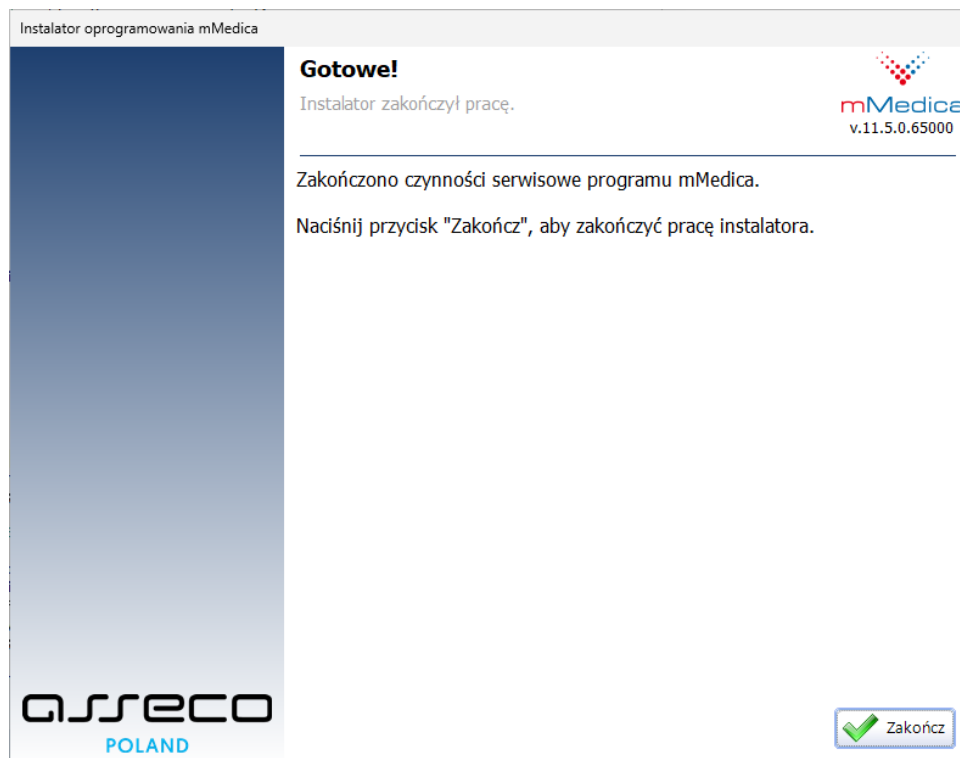 Instalator oprogramowania mMedica
Gotowe!
Instalator zakończył pracę.
mMedica
v.11.5.0.65000
Zakończono czynności serwisowe programu mMedica.
Naciśnij przycisk "Zakończ", aby zakończyć pracę instalatora.
asseco
POLAND
Zakończ